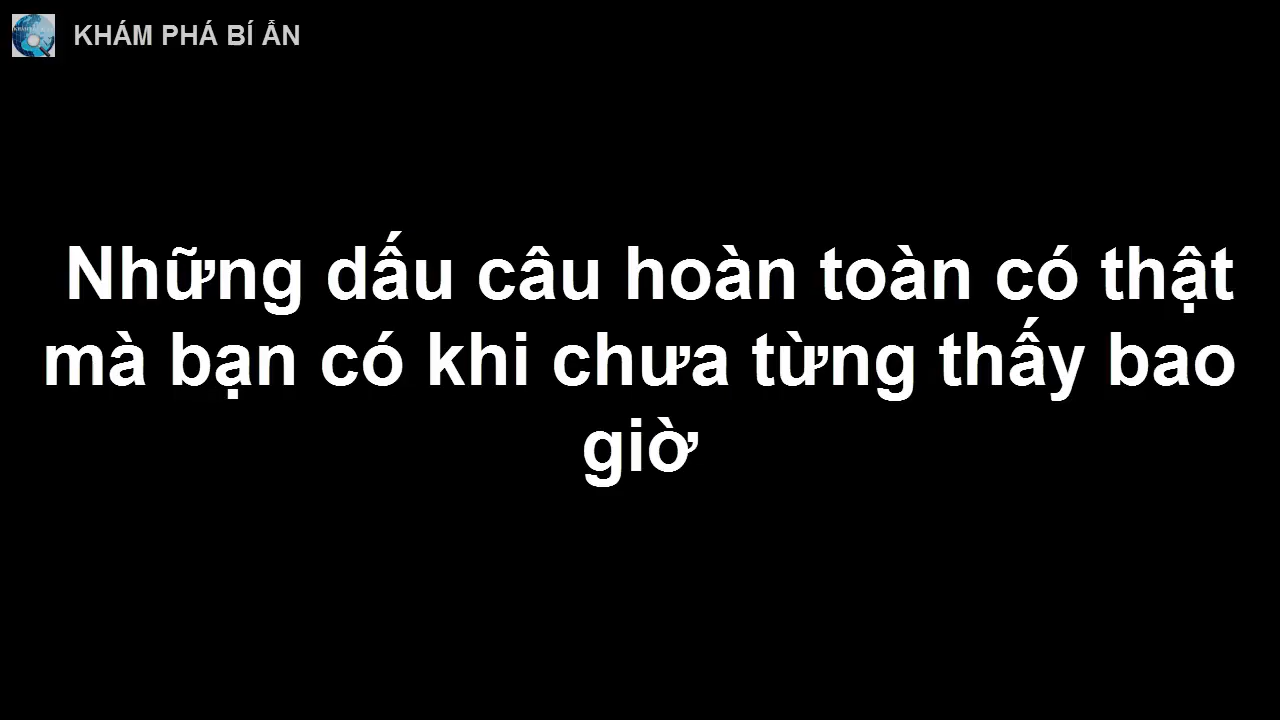 KHÁM PHÁ BÍ ẨN
Những dấu câu hoàn toàn có thật
mà bạn có khi chưa từng thấy bao
giờ